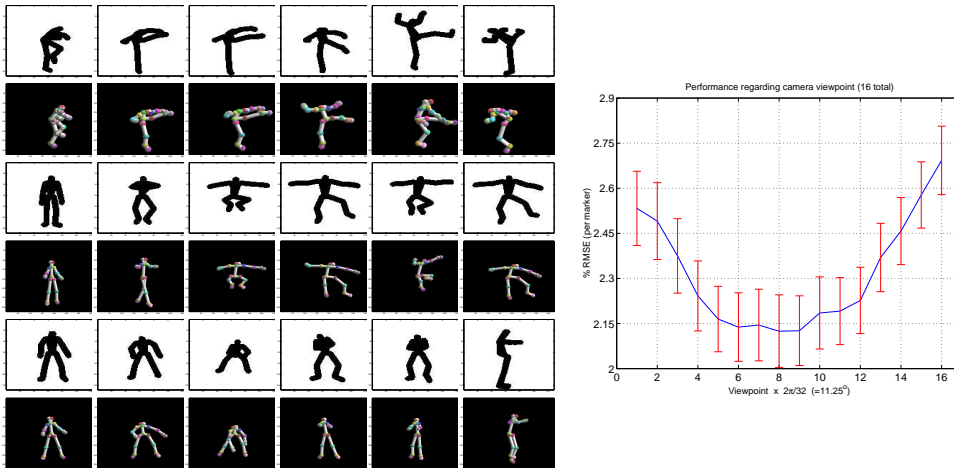 Performance regarding camera viewpoint (16 total)
% RMSE (per marker)
2.9
2.75
2.6
2.45
2.3
2.15
2
0 2 4 6 8 10 12 14 16
Viewpoint x 2π/32 (=11.25°)